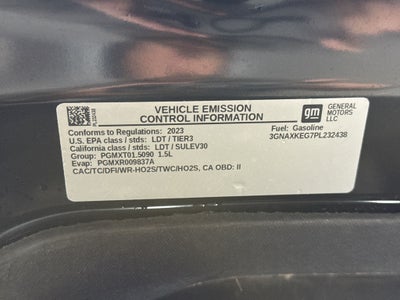 VEHICLE EMISSION
CONTROL INFORMATION
gm
GENERAL
MOTORS
LLC
Conforms to Regulations: 2023
Fuel: Gasoline
U.S. EPA class / stds: LDT / TIER3
3GNAXKEG7PL232438
California class / stds: LDT / SULEV30
Group: PGMXT01.5090 1.5L
Evap: PGMXR009837A
CAC/TC/DFI/WR-HO2S/TWC/HO2S, CA OBD: II